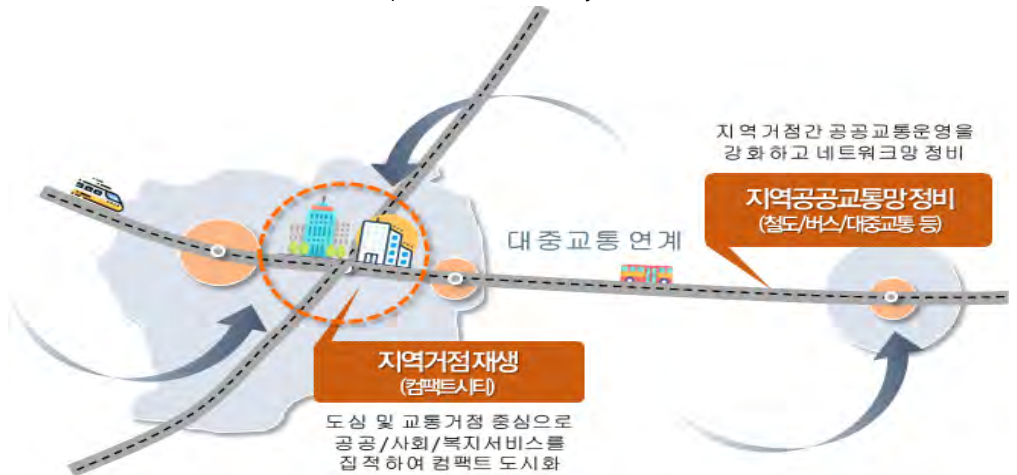 지역 거점간 공공교통운영을
강화하고 네트워크망 정비
지역공공교통망 정비
(철도/버스/대중교통 등)
대중교통 연계
지역거점 재생
(컴팩트시티)
도심 및 교통거점 중심으로
공공/사회/복지서비스를
집적하여 컴팩트 도시화